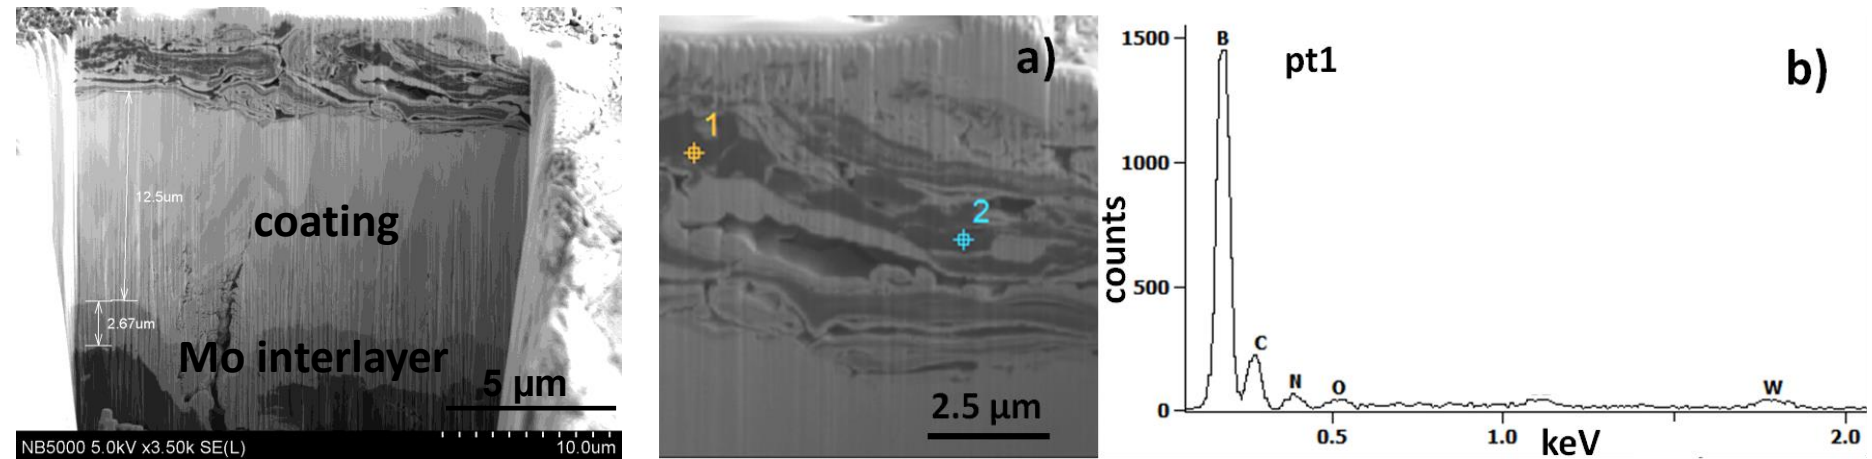 12.5um
coating
2.67um
Mo interlayer
5 µm
NB5000 5.0kV x3.50k SE(L)
10.0um
a)
1
2
2.5 µm
b)
pt1
counts
1500
1000
500
0
B
C
N
O
W
0.5
1.0
keV
2.0